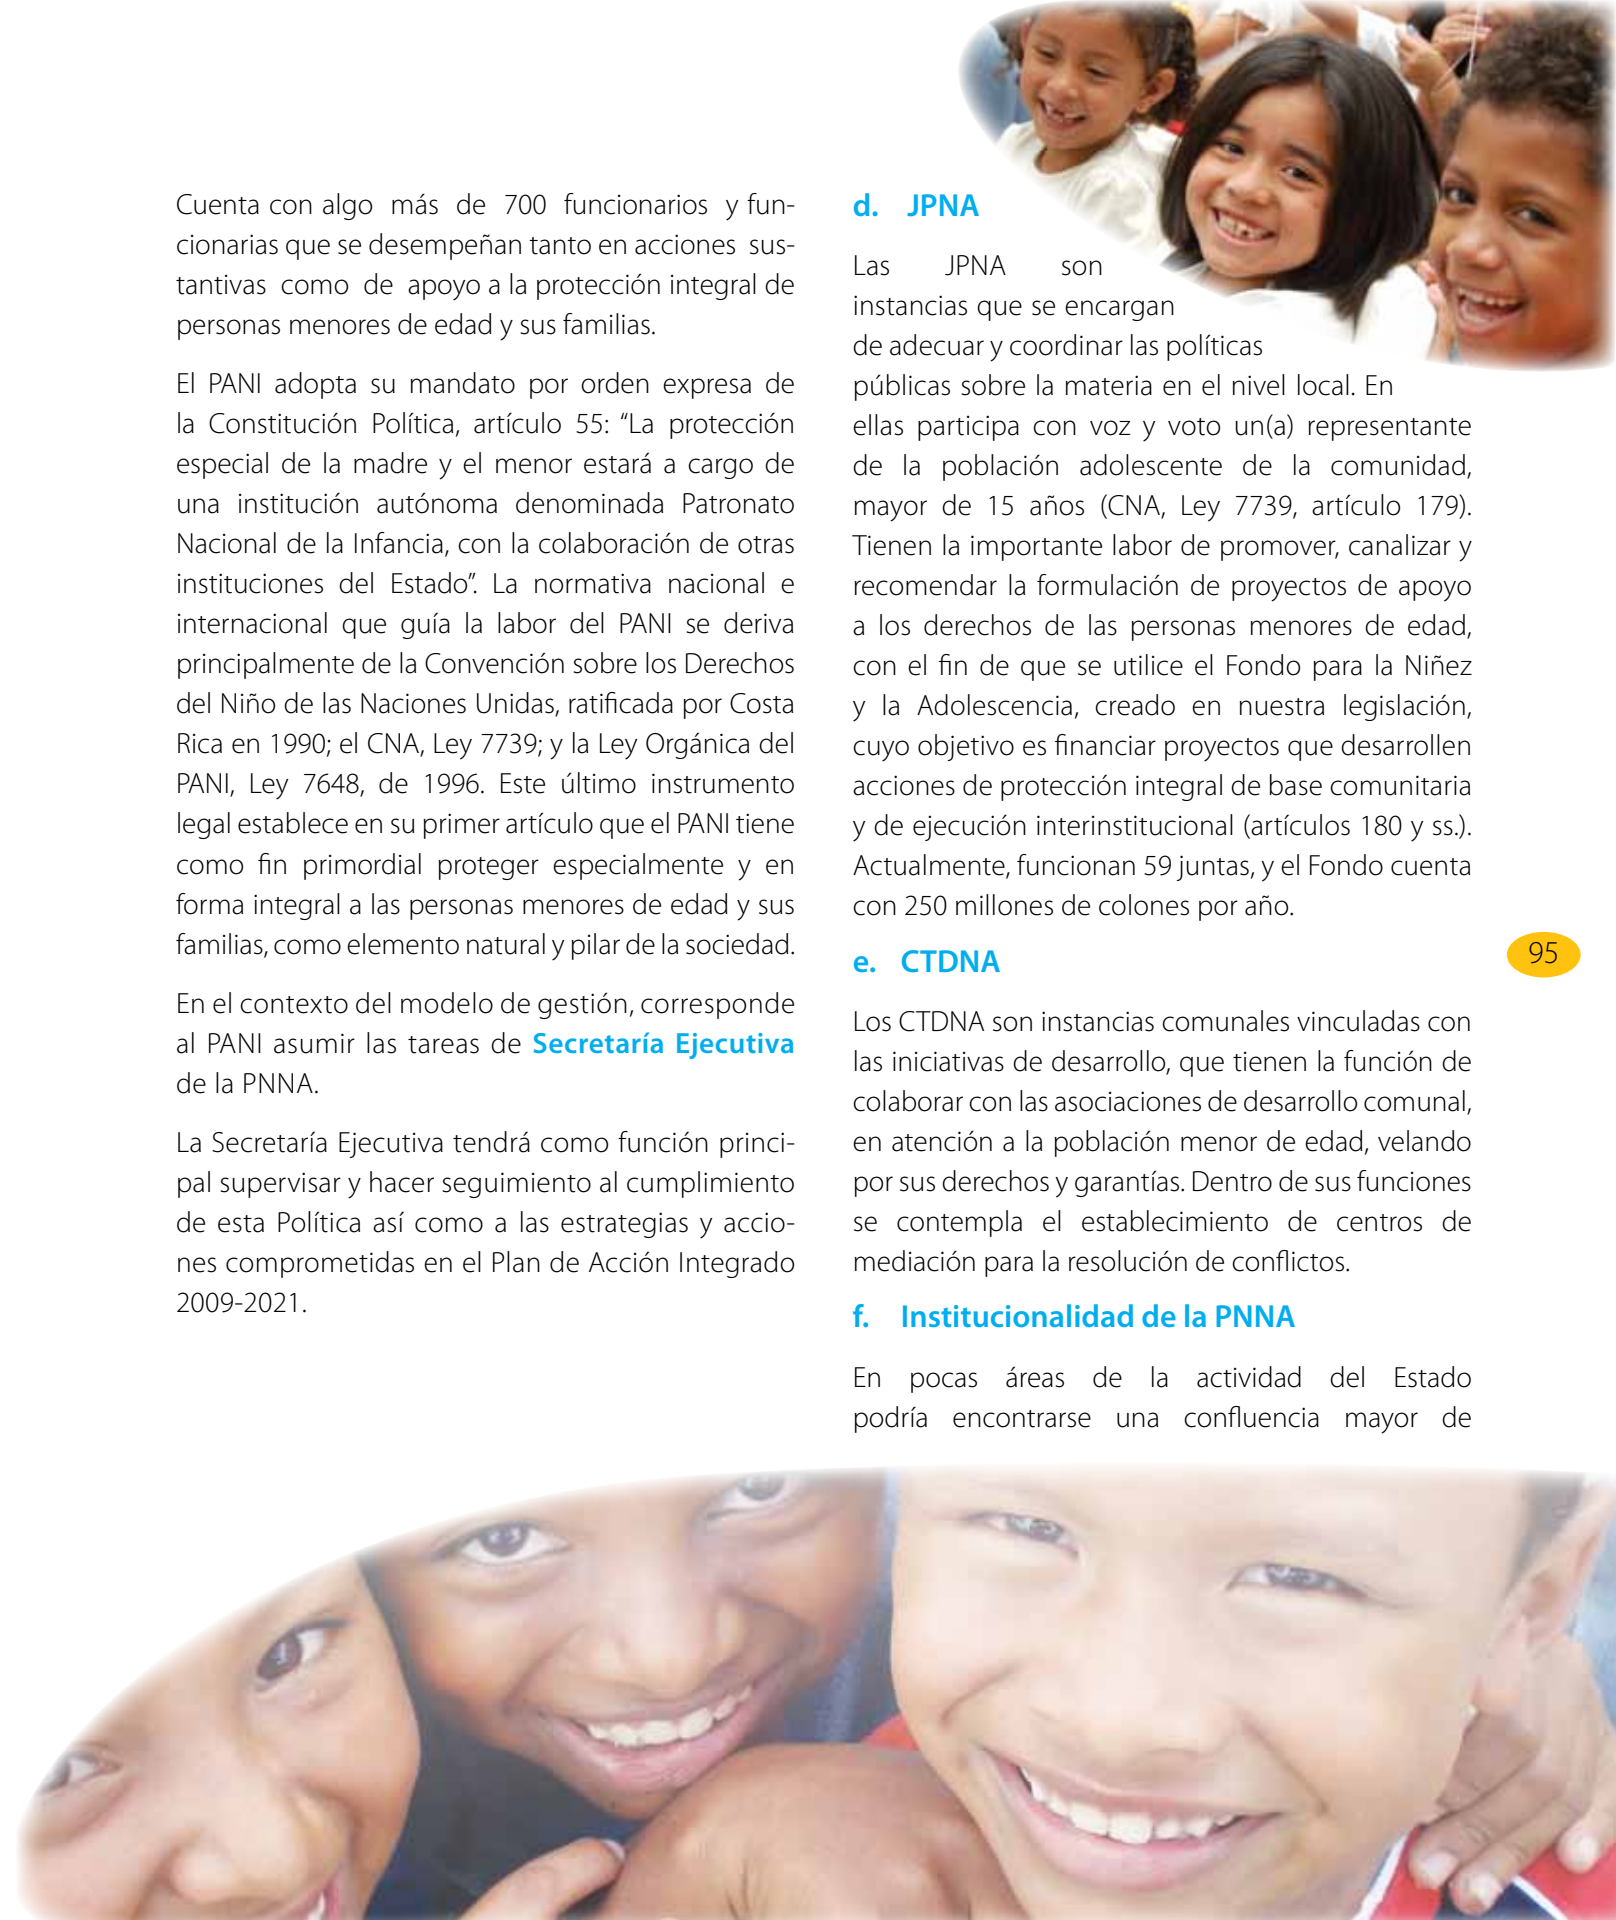 Cuenta con algo más de 700 funcionarios y fun-
cionarias que se desempeñan tanto en acciones sus-
tantivas como de apoyo a la protección integral de
personas menores de edad y sus familias.
El PANI adopta su mandato por orden expresa de
la Constitución Política, artículo 55: “La protección
especial de la madre y el menor estará a cargo de
una institución autónoma denominada Patronato
Nacional de la Infancia, con la colaboración de otras
instituciones del Estado”. La normativa nacional e
internacional que guía la labor del PANI se deriva
principalmente de la Convención sobre los Derechos
del Niño de las Naciones Unidas, ratificada por Costa
Rica en 1990; el CNA, Ley 7739; y la Ley Orgánica del
PANI, Ley 7648, de 1996. Este último instrumento
legal establece en su primer artículo que el PANI tiene
como fin primordial proteger especialmente y en
forma integral a las personas menores de edad y sus
familias, como elemento natural y pilar de la sociedad.
En el contexto del modelo de gestión, corresponde
al PANI asumir las tareas de Secretaría Ejecutiva
de la PNNA.
La Secretaría Ejecutiva tendrá como función princi-
pal supervisar y hacer seguimiento al cumplimiento
de esta Política así como a las estrategias y accio-
nes comprometidas en el Plan de Acción Integrado
2009-2021.
d. JPNA
Las JPNA son
instancias que se encargan
de adecuar y coordinar las políticas
públicas sobre la materia en el nivel local. En
ellas participa con voz y voto un(a) representante
de la población adolescente de la comunidad,
mayor de 15 años (CNA, Ley 7739, artículo 179).
Tienen la importante labor de promover, canalizar y
recomendar la formulación de proyectos de apoyo
a los derechos de las personas menores de edad,
con el fin de que se utilice el Fondo para la Niñez
y la Adolescencia, creado en nuestra legislación,
cuyo objetivo es financiar proyectos que desarrollen
acciones de protección integral de base comunitaria
y de ejecución interinstitucional (artículos 180 y ss.).
Actualmente, funcionan 59 juntas, y el Fondo cuenta
con 250 millones de colones por año.
e. CTDNA
Los CTDNA son instancias comunales vinculadas con
las iniciativas de desarrollo, que tienen la función de
colaborar con las asociaciones de desarrollo comunal,
en atención a la población menor de edad, velando
por sus derechos y garantías. Dentro de sus funciones
se contempla el establecimiento de centros de
mediación para la resolución de conflictos.
f. Institucionalidad de la PNNA
En pocas áreas de la actividad del Estado
podría encontrarse una confluencia mayor de
95